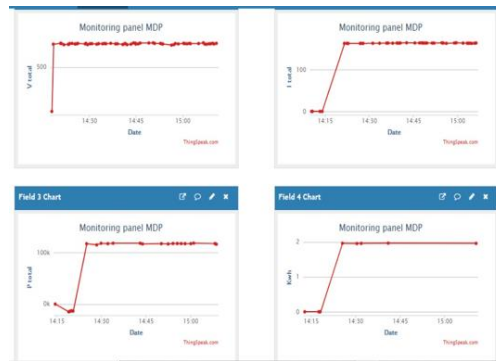 Monitoring panel MDP
V total
500
14:30
14:45
15:00
Date
ThingSpeak.com
Monitoring panel MDP
I total
100
0
14:15
14:30
14:45
15:00
Date
ThingSpeak.com
Field 3 Chart
Monitoring panel MDP
P total
100k
0k
14:15
14:30
14:45
15:00
Date
ThingSpeak.com
Field 4 Chart
Monitoring panel MDP
Kwh
2
1
0
14:15
14:30
14:45
15:00
Date
ThingSpeak.com